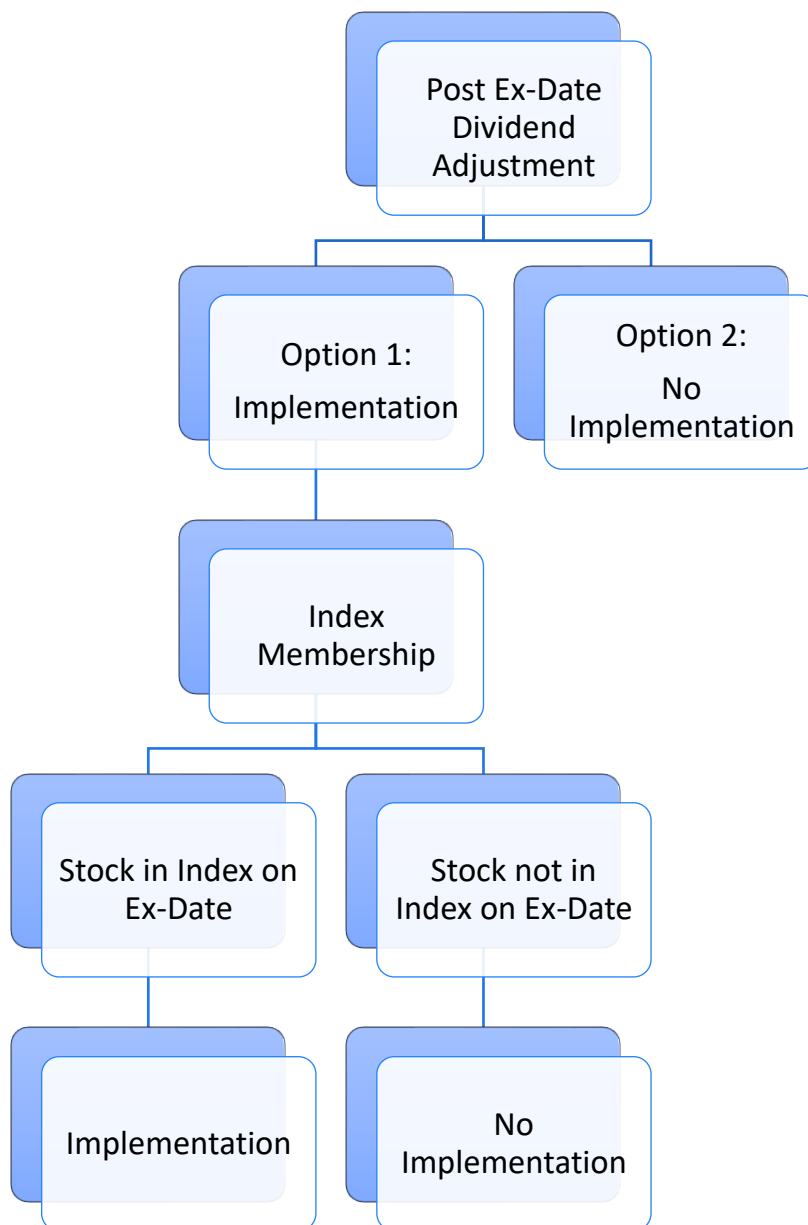 Post Ex-Date
Dividend
Adjustment
Option 1:
Implementation
Option 2:
No
Implementation
Index
Membership
Stock in Index on
Ex-Date
Stock not in
Index on Ex-Date
Implementation
No
Implementation